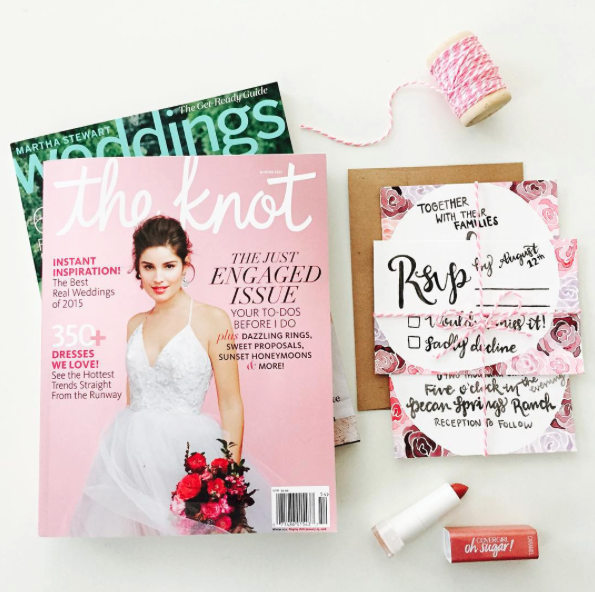 The Get-Ready Guide
MARTHA STEWART
weddings
the knot
INSTANT
INSPIRATION!
The Best
Real Weddings
of 2015
350+
DRESSES
WE LOVE!
See the Hottest
Trends Straight
From the Runway
THE JUST
ENGAGED
ISSUE
YOUR TO-DOS
BEFORE I DO
plus DAZZLING RINGS,
SWEET PROPOSALS,
SUNSET HONEYMOONS
& MORE!
TOGETHER
WITH THEIR
FAMILIES
Rsvp by August
12th
Sadly decline
Five o'clock in the evening
Pecan Springs Ranch
RECEPTION TO FOLLOW
COVERGIRL
oh sugar!